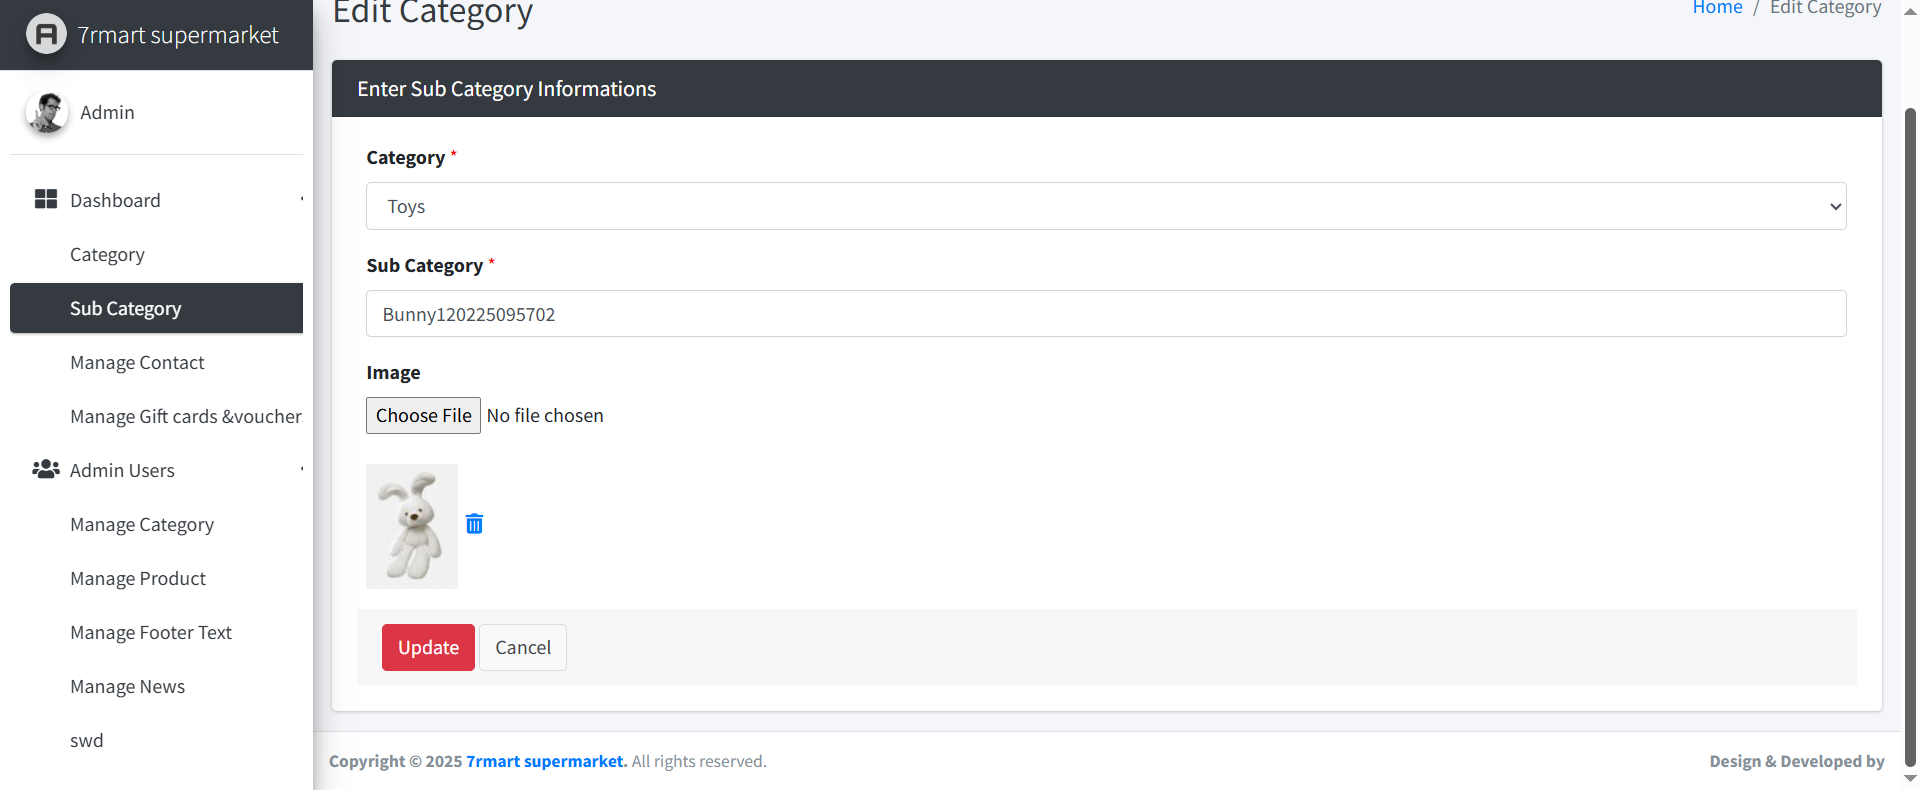 7rmart supermarket
Admin
Dashboard
Category
Sub Category
Manage Contact
Manage Gift cards &voucher
Admin Users
Manage Category
Manage Product
Manage Footer Text
Manage News
swd
Edit Category
Home / Edit Category
Enter Sub Category Informations
Category *
Toys
Sub Category *
Bunny120225095702
Image
Choose File No file chosen
Update Cancel
Copyright © 2025 7rmart supermarket. All rights reserved.
Design & Developed by